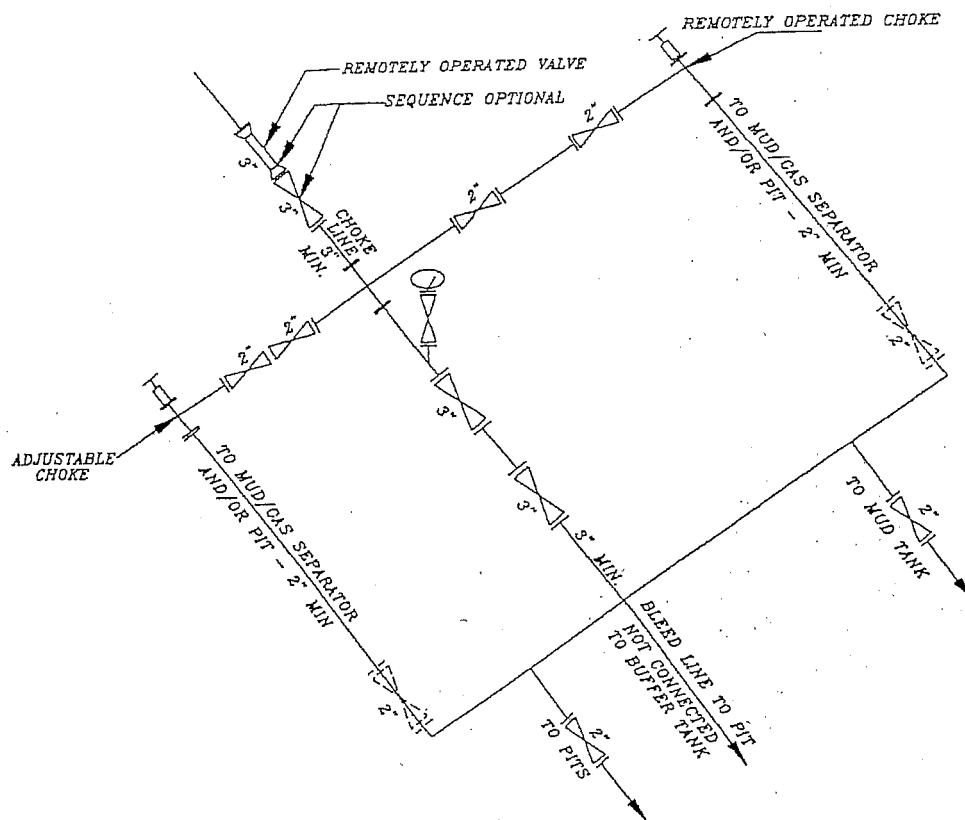 REMOTELY OPERATED CHOKE
REMOTELY OPERATED VALVE
SEQUENCE OPTIONAL
3"
3"
CHOKE
LINE
3"
MIN.
2"
2"
TO MUD/GAS SEPARATOR
AND/OR PIT - 2" MIN
2"
2"
2"
ADJUSTABLE
CHOKE
3"
3"
3" MIN.
TO MUD/GAS SEPARATOR
AND/OR PIT - 2" MIN
2"
2"
TO MUD TANK
BLEED LINE TO PIT
NOT CONNECTED
TO BUFFER TANK
2"
TO PITS